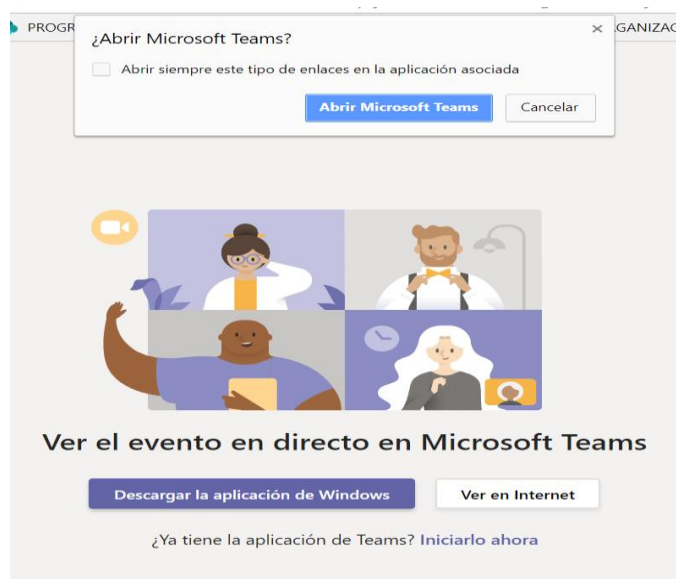 PROGR
¿Abrir Microsoft Teams?
GANIZAC
Abrir siempre este tipo de enlaces en la aplicación asociada
Abrir Microsoft Teams
Cancelar
Ver el evento en directo en Microsoft Teams
Descargar la aplicación de Windows
Ver en Internet
¿Ya tiene la aplicación de Teams? Iniciarlo ahora